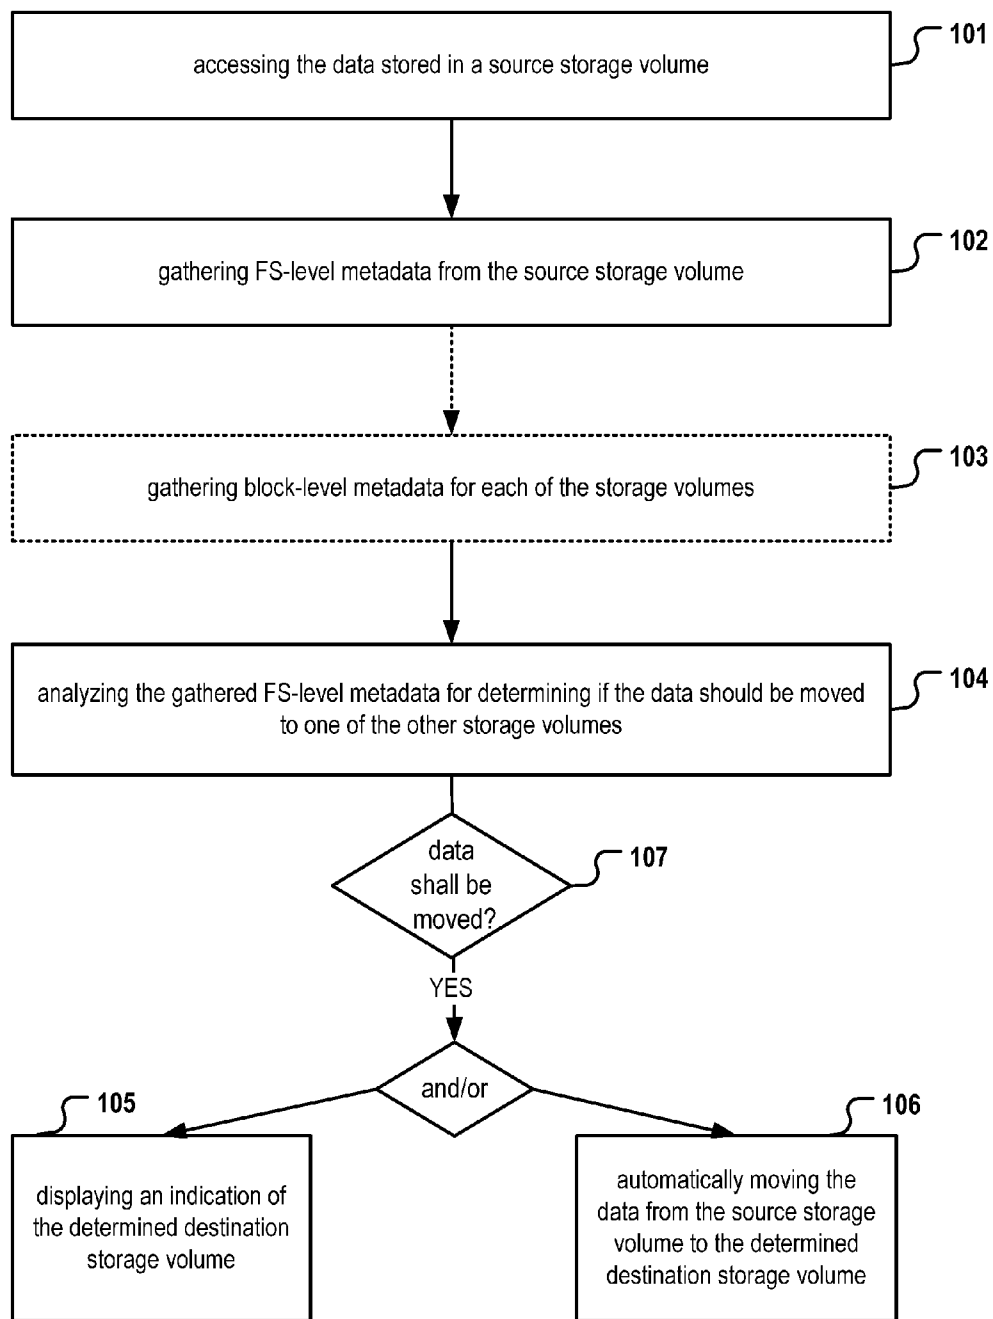 101
accessing the data stored in a source storage volume
102
gathering FS-level metadata from the source storage volume
103
gathering block-level metadata for each of the storage volumes
104
analyzing the gathered FS-level metadata for determining if the data should be moved
to one of the other storage volumes
107
data
shall be
moved?
YES
and/or
105
displaying an indication of
the determined destination
storage volume
106
automatically moving the
data from the source storage
volume to the determined
destination storage volume